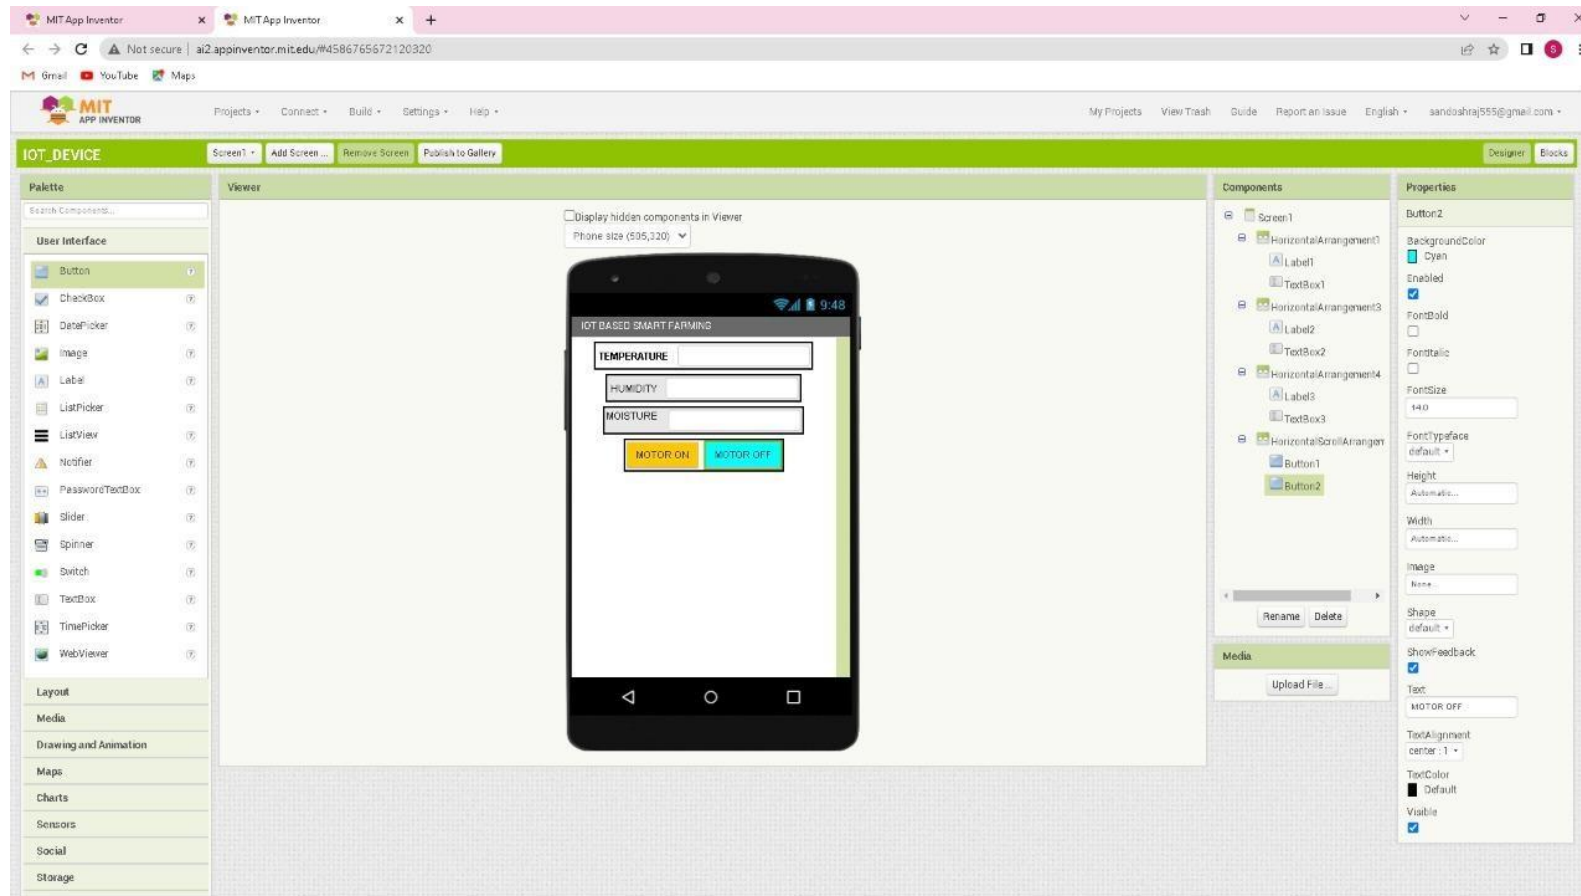 MIT App Inventor
MIT App Inventor
Not secure | ai2.appinventor.mit.edu/#4586765672120320
Gmail YouTube Maps
MIT
APP INVENTOR
Projects Connect Build Settings Help
My Projects View Trash Guide Report an Issue English sandoshraj555@gmail.com
IOT_DEVICE
Screen1 Add Screen ... Remove Screen Publish to Gallery
Designer Blocks
Palette
Search Components...
User Interface
Button
CheckBox
DatePicker
Image
Label
ListPicker
ListView
Notifier
PasswordTextBox
Slider
Spinner
Switch
TextBox
TimePicker
WebViewer
Layout
Media
Drawing and Animation
Maps
Charts
Sensors
Social
Storage
Viewer
Display hidden components in Viewer
Phone size (505,320)
9:48
IOT BASED SMART FARMING
TEMPERATURE
HUMIDITY
MOISTURE
MOTOR ON MOTOR OFF
Components
Screen1
HorizontalArrangement1
Label1
TextBox1
HorizontalArrangement3
Label2
TextBox2
HorizontalArrangement4
Label3
TextBox3
HorizontalScrollArrangem
Button1
Button2
Rename Delete
Media
Upload File ...
Properties
Button2
BackgroundColor
Cyan
Enabled
FontBold
FontItalic
FontSize
14.0
FontTypeface
default
Height
Automatic...
Width
Automatic...
Image
None...
Shape
default
ShowFeedback
Text
MOTOR OFF
TextAlignment
center : 1
TextColor
Default
Visible